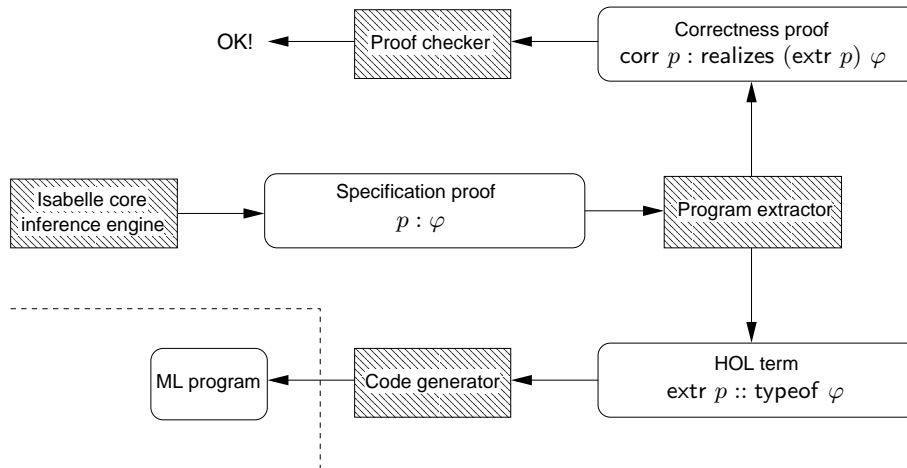 OK!
Proof checker
Correctness proof
corr p : realizes (extr p) φ
Isabelle core
inference engine
Specification proof
p : φ
Program extractor
ML program
Code generator
HOL term
extr p :: typeof φ